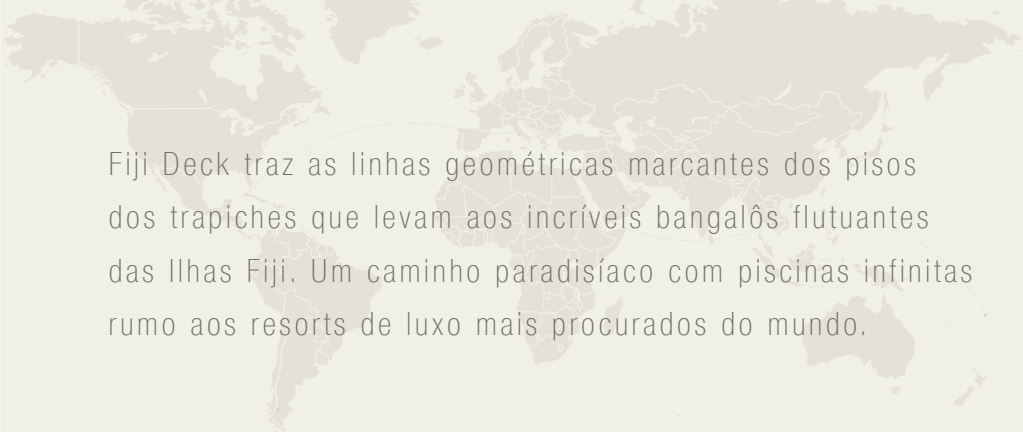 Fiji Deck traz as linhas geométricas marcantes dos pisos
dos trapiches que levam aos incríveis bangalôs flutuantes
das Ilhas Fiji. Um caminho paradisíaco com piscinas infinitas
rumo aos resorts de luxo mais procurados do mundo.